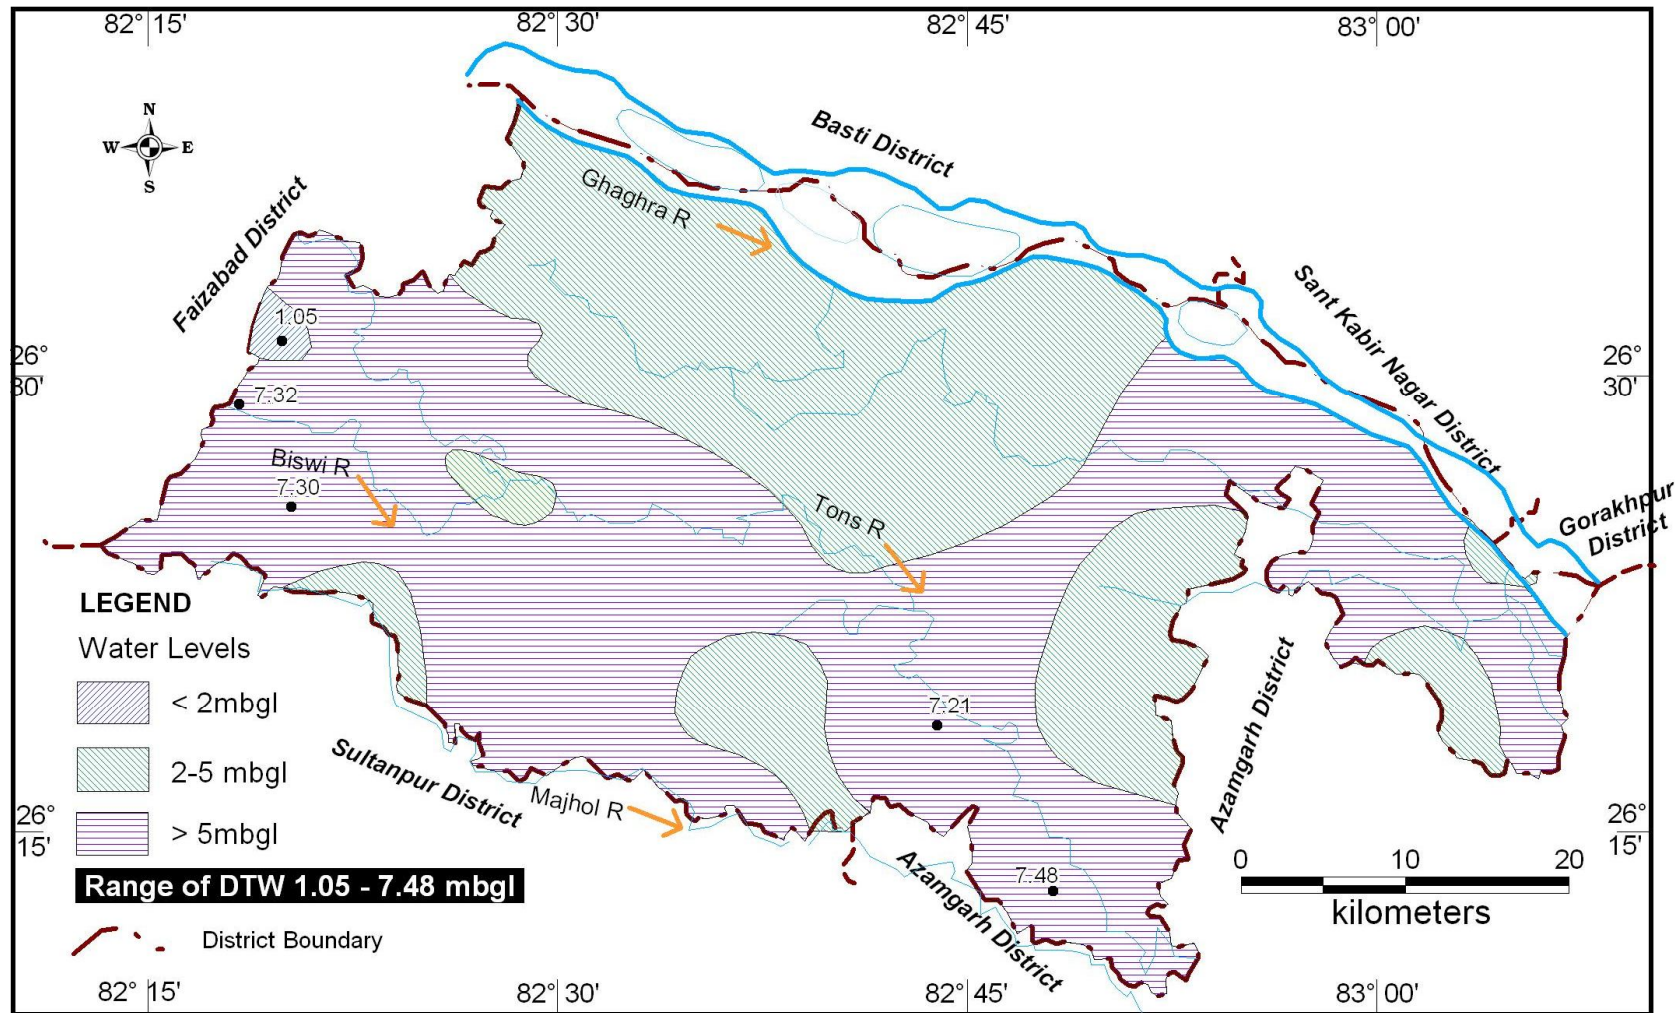 82° 15'
82° 30'
82° 45'
83° 00'
N
W
E
S
Basti District
Ghaghra R
Faizabad District
Sant Kabir Nagar District
1.05
26°
30'
26°
30'
7.32
Biswi R
7.30
Tons R
Gorakhpur
District
LEGEND
Water Levels
< 2mbgl
2-5 mbgl
> 5mbgl
Range of DTW 1.05 - 7.48 mbgl
District Boundary
7.21
Azamgarh District
Sultanpur District
Majhol R
26°
15'
26°
15'
Azamgarh District
7.48
0
10
20
kilometers
82° 15'
82° 30'
82° 45'
83° 00'